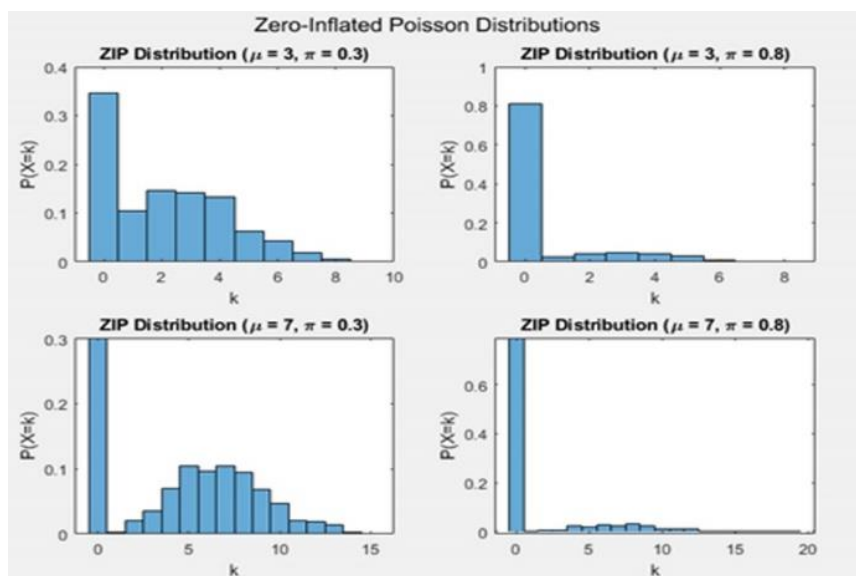 Zero-Inflated Poisson Distributions
ZIP Distribution (μ = 3, π = 0.3)
0.4
0.3
0.2
0.1
0
P(X=k)
0 2 4 6 8 10
k
ZIP Distribution (μ = 3, π = 0.8)
1
0.8
0.6
0.4
0.2
0
P(X=k)
0 2 4 6 8
k
ZIP Distribution (μ = 7, π = 0.3)
0.3
0.2
0.1
0
P(X=k)
0 5 10 15
k
ZIP Distribution (μ = 7, π = 0.8)
0.6
0.4
0.2
0
P(X=k)
0 5 10 15 20
k